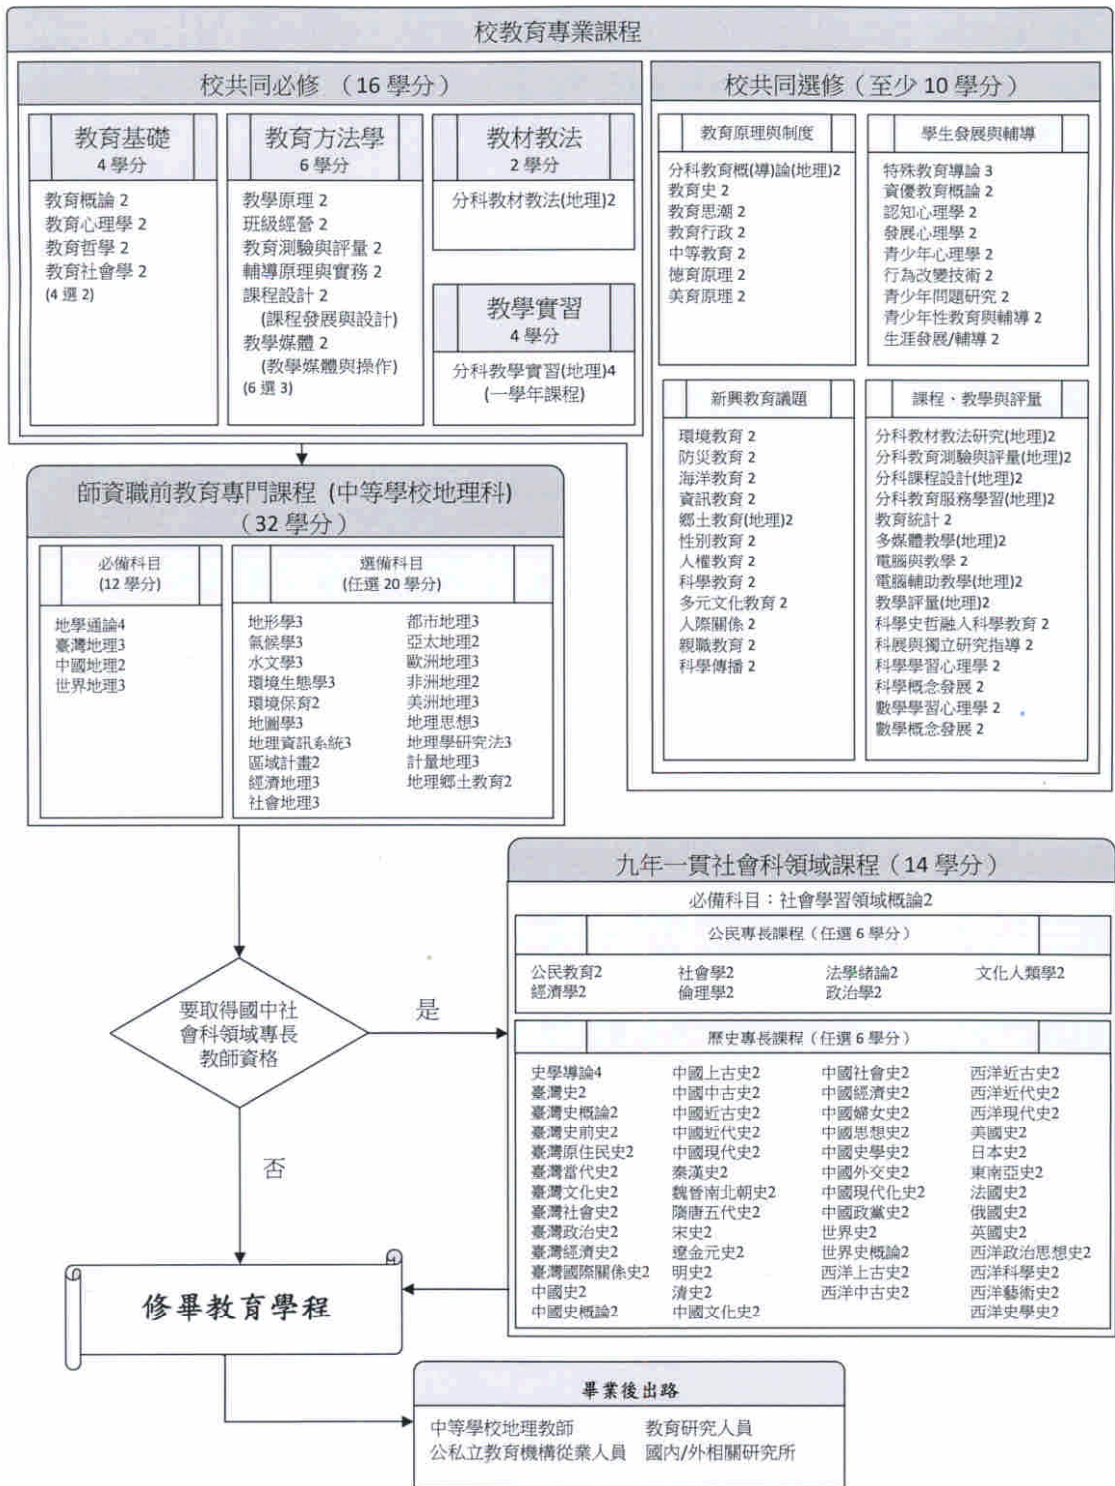 校教育專業課程
校共同必修 (16 學分)
教育基礎
4 學分
教育概論 2
教育心理學 2
教育哲學 2
教育社會學 2
(4 選 2)
教育方法學
6 學分
教學原理 2
班級經營 2
教育測驗與評量 2
輔導原理與實務 2
課程設計 2
(課程發展與設計)
教學媒體 2
(教學媒體與操作)
(6 選 3)
教材教法
2 學分
分科教材教法(地理)2
教學實習
4 學分
分科教學實習(地理)4
(一學年課程)
校共同選修(至少 10 學分)
教育原理與制度
分科教育概(導)論(地理)2
教育史 2
教育思潮 2
教育行政 2
中等教育 2
德育原理 2
美育原理 2
學生發展與輔導
特殊教育導論 3
資優教育概論 2
認知心理學 2
發展心理學 2
青少年心理學 2
行為改變技術 2
青少年問題研究 2
青少年性教育與輔導 2
生涯發展/輔導 2
新興教育議題
環境教育 2
防災教育 2
海洋教育 2
資訊教育 2
鄉土教育(地理)2
性別教育 2
人權教育 2
科學教育 2
多元文化教育 2
人際關係 2
親職教育 2
科學傳播 2
課程、教學與評量
分科教材教法研究(地理)2
分科教育測驗與評量(地理)2
分科課程設計(地理)2
分科教育服務學習(地理)2
教育統計 2
多媒體教學(地理)2
電腦與教學 2
電腦輔助教學(地理)2
教學評量(地理)2
科學史哲融入科學教育 2
科展與獨立研究指導 2
科學學習心理學 2
科學概念發展 2
數學學習心理學 2
數學概念發展 2
師資職前教育專門課程 (中等學校地理科)
(32 學分)
必備科目
(12 學分)
地學通論4
臺灣地理3
中國地理2
世界地理3
選備科目
(任選 20 學分)
地形學3
氣候學3
水文學3
環境生態學3
環境保育2
地圖學3
地理資訊系統3
區域計畫2
經濟地理3
社會地理3
都市地理3
亞太地理2
歐洲地理3
非洲地理2
美洲地理3
地理思想3
地理學研究法3
計量地理3
地理鄉土教育2
要取得國中社
會科領域專長
教師資格
是
否
九年一貫社會科領域課程(14 學分)
必備科目:社會學習領域概論2
公民專長課程(任選 6 學分)
公民教育2 社會學2 法學緒論2 文化人類學2
經濟學2 倫理學2 政治學2
歷史專長課程(任選 6 學分)
史學導論4 中國上古史2 中國社會史2 西洋近古史2
臺灣史2 中國中古史2 中國經濟史2 西洋近代史2
臺灣史概論2 中國近古史2 中國婦女史2 西洋現代史2
臺灣史前史2 中國近代史2 中國思想史2 美國史2
臺灣原住民史2 中國現代史2 中國史學史2 日本史2
臺灣當代史2 秦漢史2 中國外交史2 東南亞史2
臺灣文化史2 魏晉南北朝史2 中國現代化史2 法國史2
臺灣社會史2 隋唐五代史2 中國政黨史2 俄國史2
臺灣政治史2 宋史2 世界史2 英國史2
臺灣經濟史2 遼金元史2 世界史概論2 西洋政治思想史2
臺灣國際關係史2 明史2 西洋上古史2 西洋科學史2
中國史2 清史2 西洋中古史2 西洋藝術史2
中國史概論2 中國文化史2 西洋史學史2
修畢教育學程
畢業後出路
中等學校地理教師 教育研究人員
公私立教育機構從業人員 國內/外相關研究所